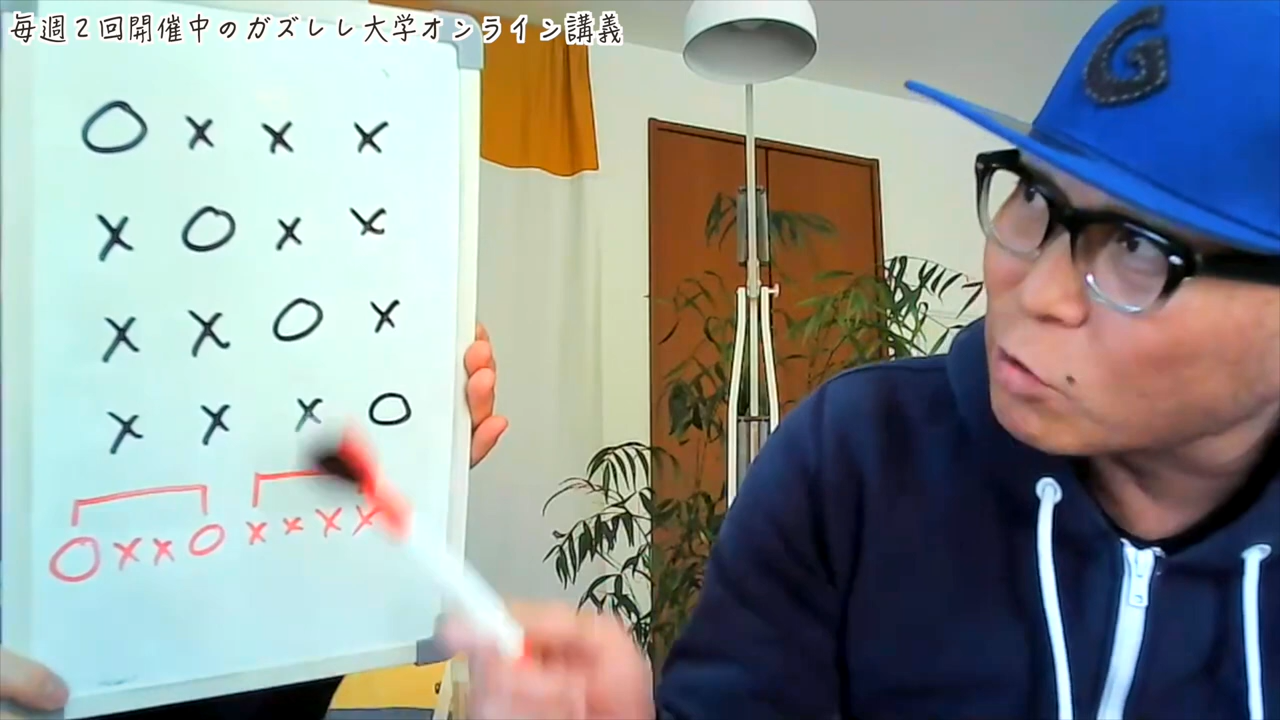 毎週２回開催中のガズレレ大学オンライン講義
G
○ × × ×
× ○ × ×
× × ○ ×
× × × ○
○ × × ○ × × × ×